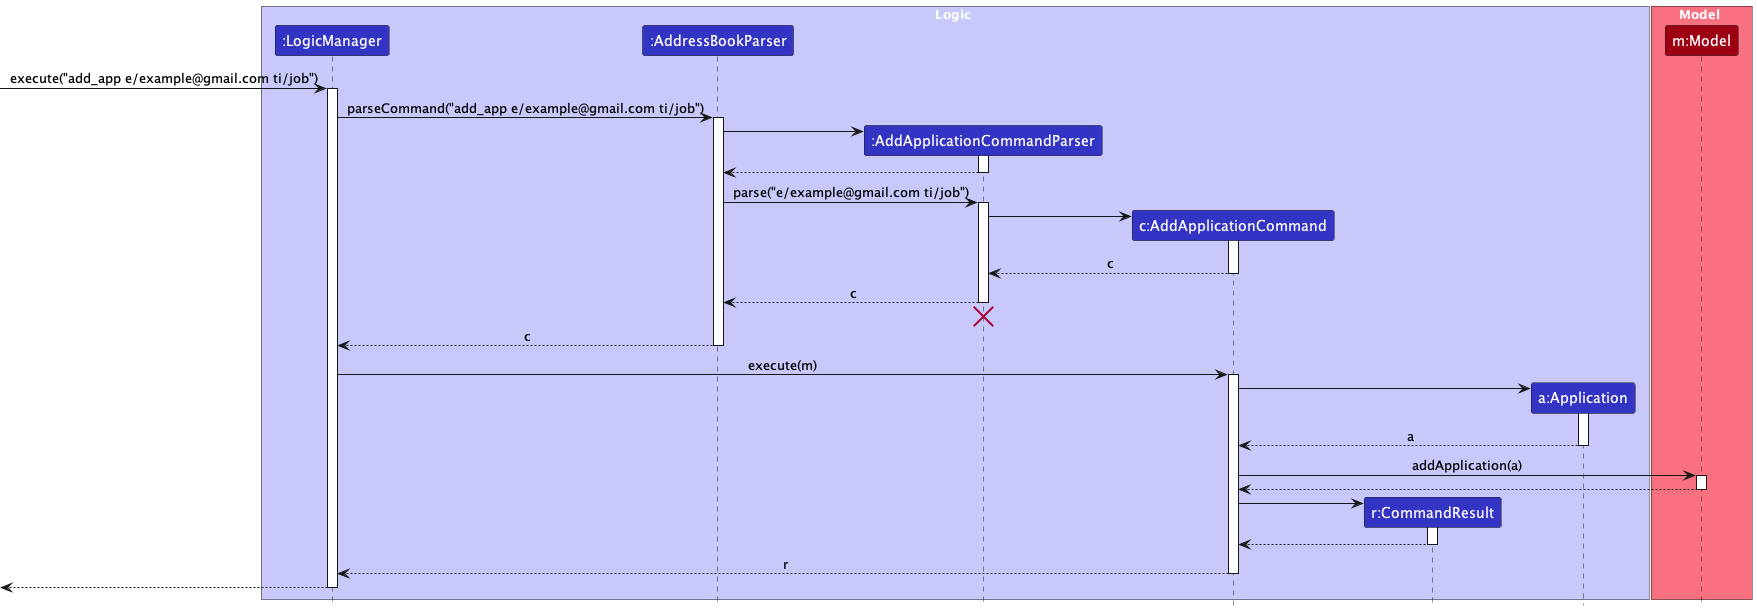 Logic
Model
:LogicManager
:AddressBookParser
m:Model
execute("add_app e/example@gmail.com ti/job")
parseCommand("add_app e/example@gmail.com ti/job")
:AddApplicationCommandParser
parse("e/example@gmail.com ti/job")
c:AddApplicationCommand
c
c
c
execute(m)
a:Application
a
addApplication(a)
r:CommandResult
r